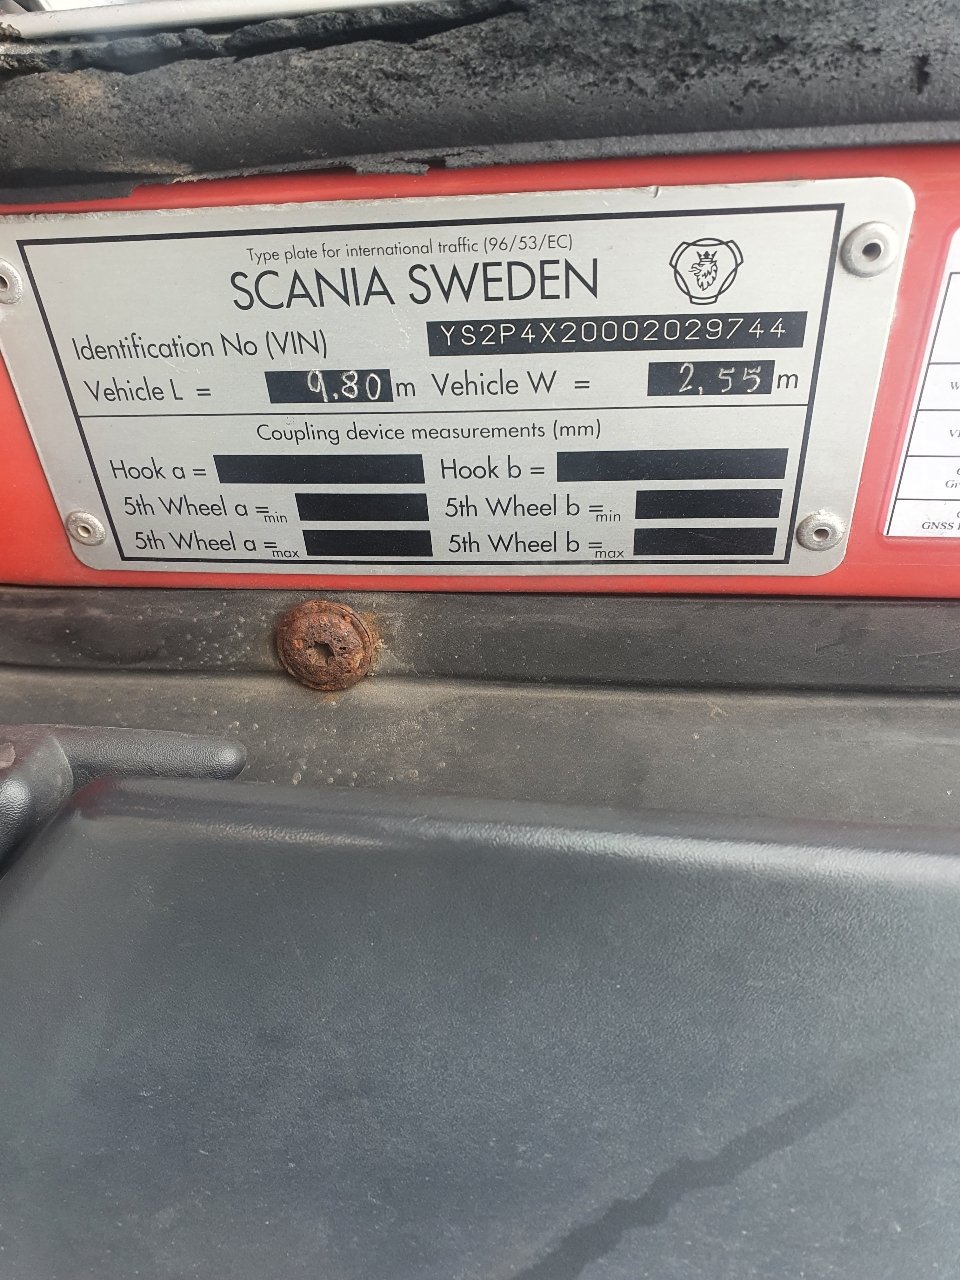 Type plate for international traffic (96/53/EC)
SCANIA SWEDEN
Identification No (VIN) YS2P4X20002029744
Vehicle L = 9.80 m Vehicle W = 2,55 m
Coupling device measurements (mm)
Hook a = Hook b =
5th Wheel a =min 5th Wheel b =min
5th Wheel a =max 5th Wheel b =max
GNSS